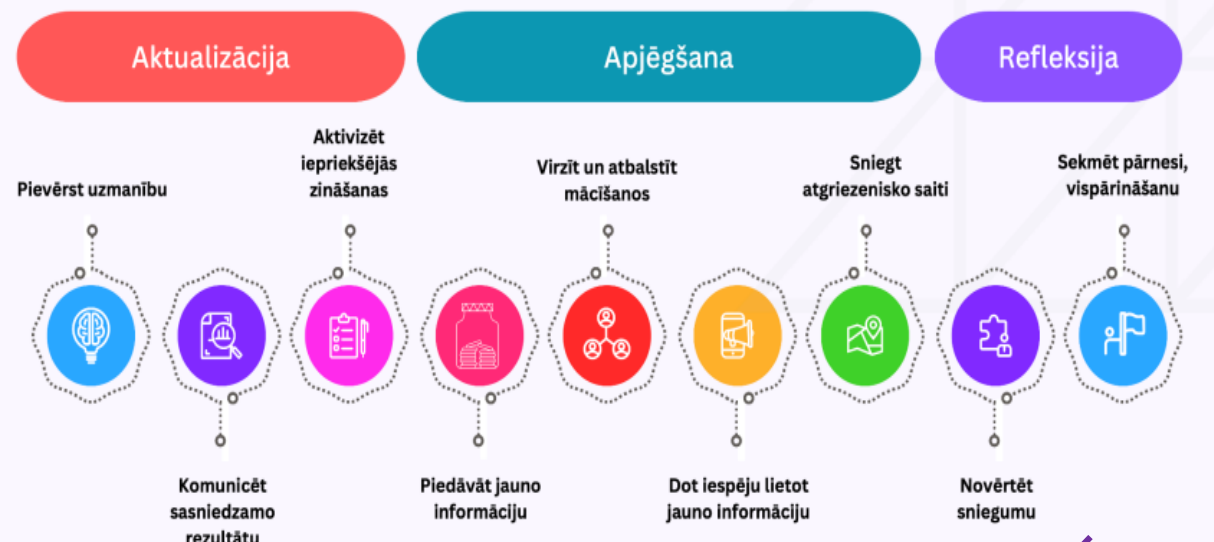 Aktualizācija
Apjēgšana
Refleksija
Pievērst uzmanību
Komunicēt
sasniedzamo
rezultātu
Aktivizēt
iepriekšējās
zināšanas
Piedāvāt jauno
informāciju
Virzīt un atbalstīt
mācīšanos
Dot iespēju lietot
jauno informāciju
Sniegt
atgriezenisko saiti
Novērtēt
sniegumu
Sekmēt pārnesi,
vispārināšanu